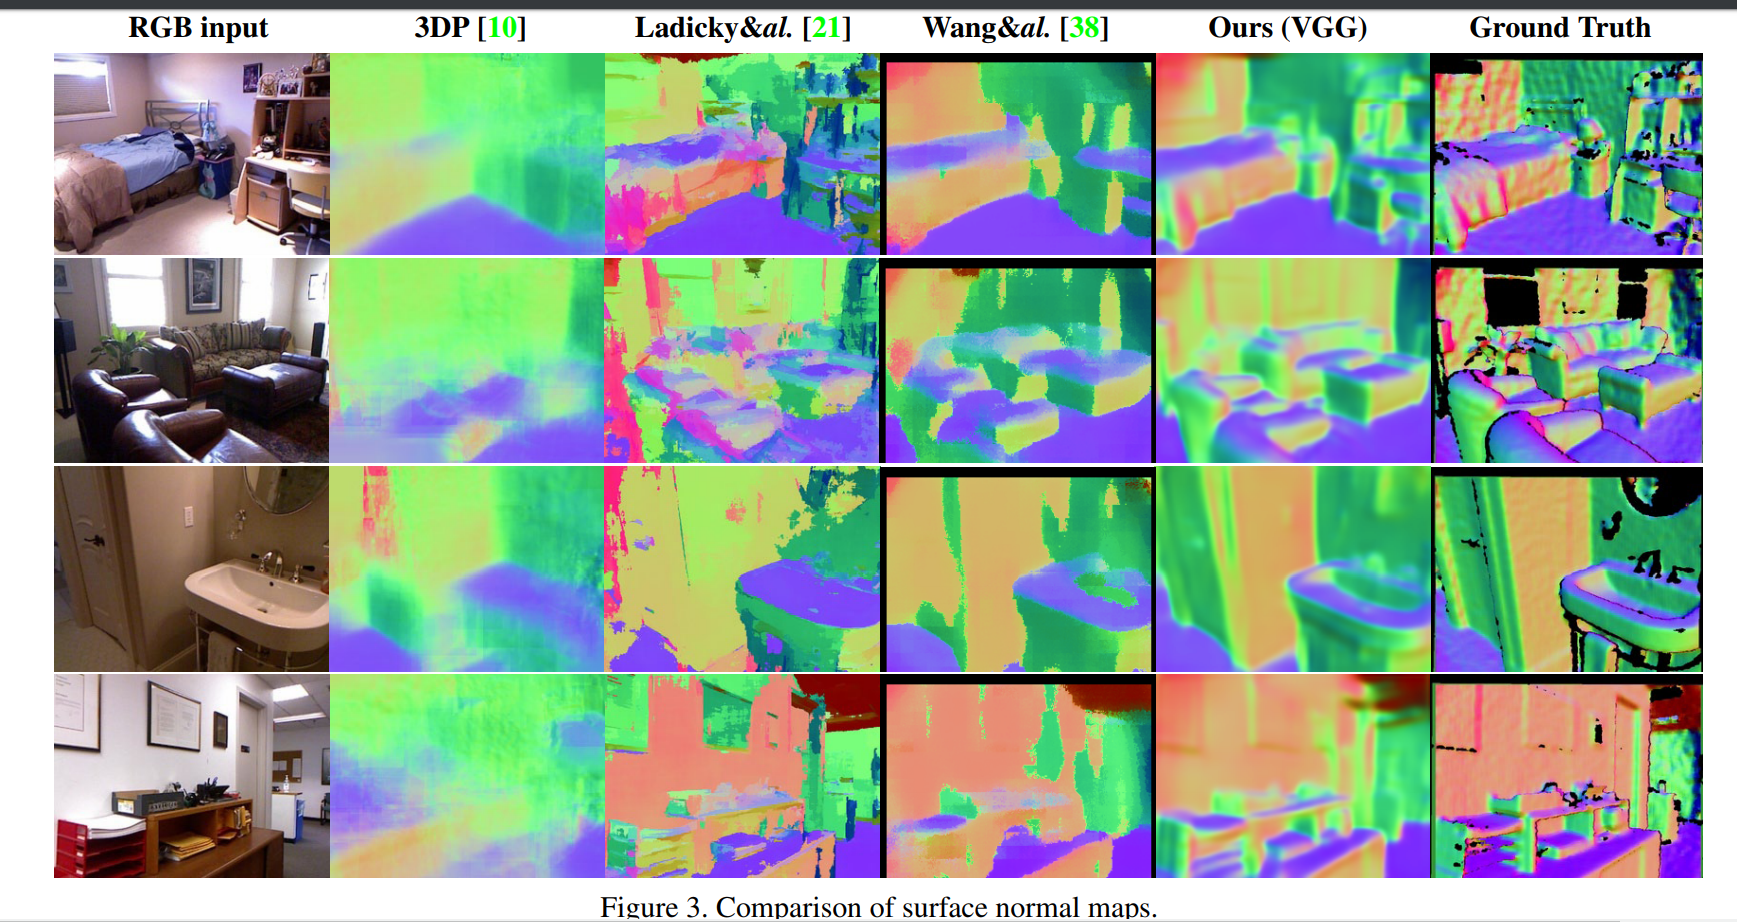 RGB input
3DP [10]
Ladicky&al. [21]
Wang&al. [38]
Ours (VGG)
Ground Truth
Figure 3. Comparison of surface normal maps.